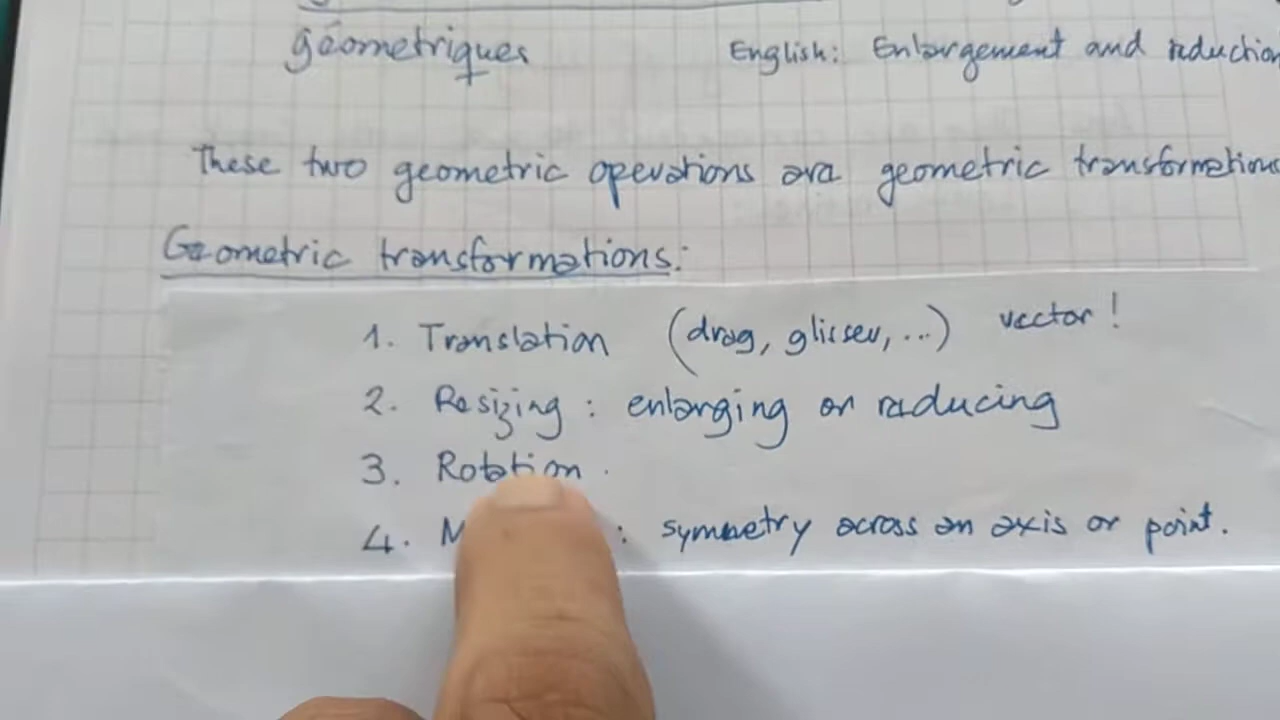 géometriques English: Enlargement and reduction
These two geometric operations are geometric transformations
Geometric transformations:
1. Translation (drag, glisser, ...) vector!
2. Resizing: enlarging or reducing
3. Rotation.
4. : symmetry across an axis or point.